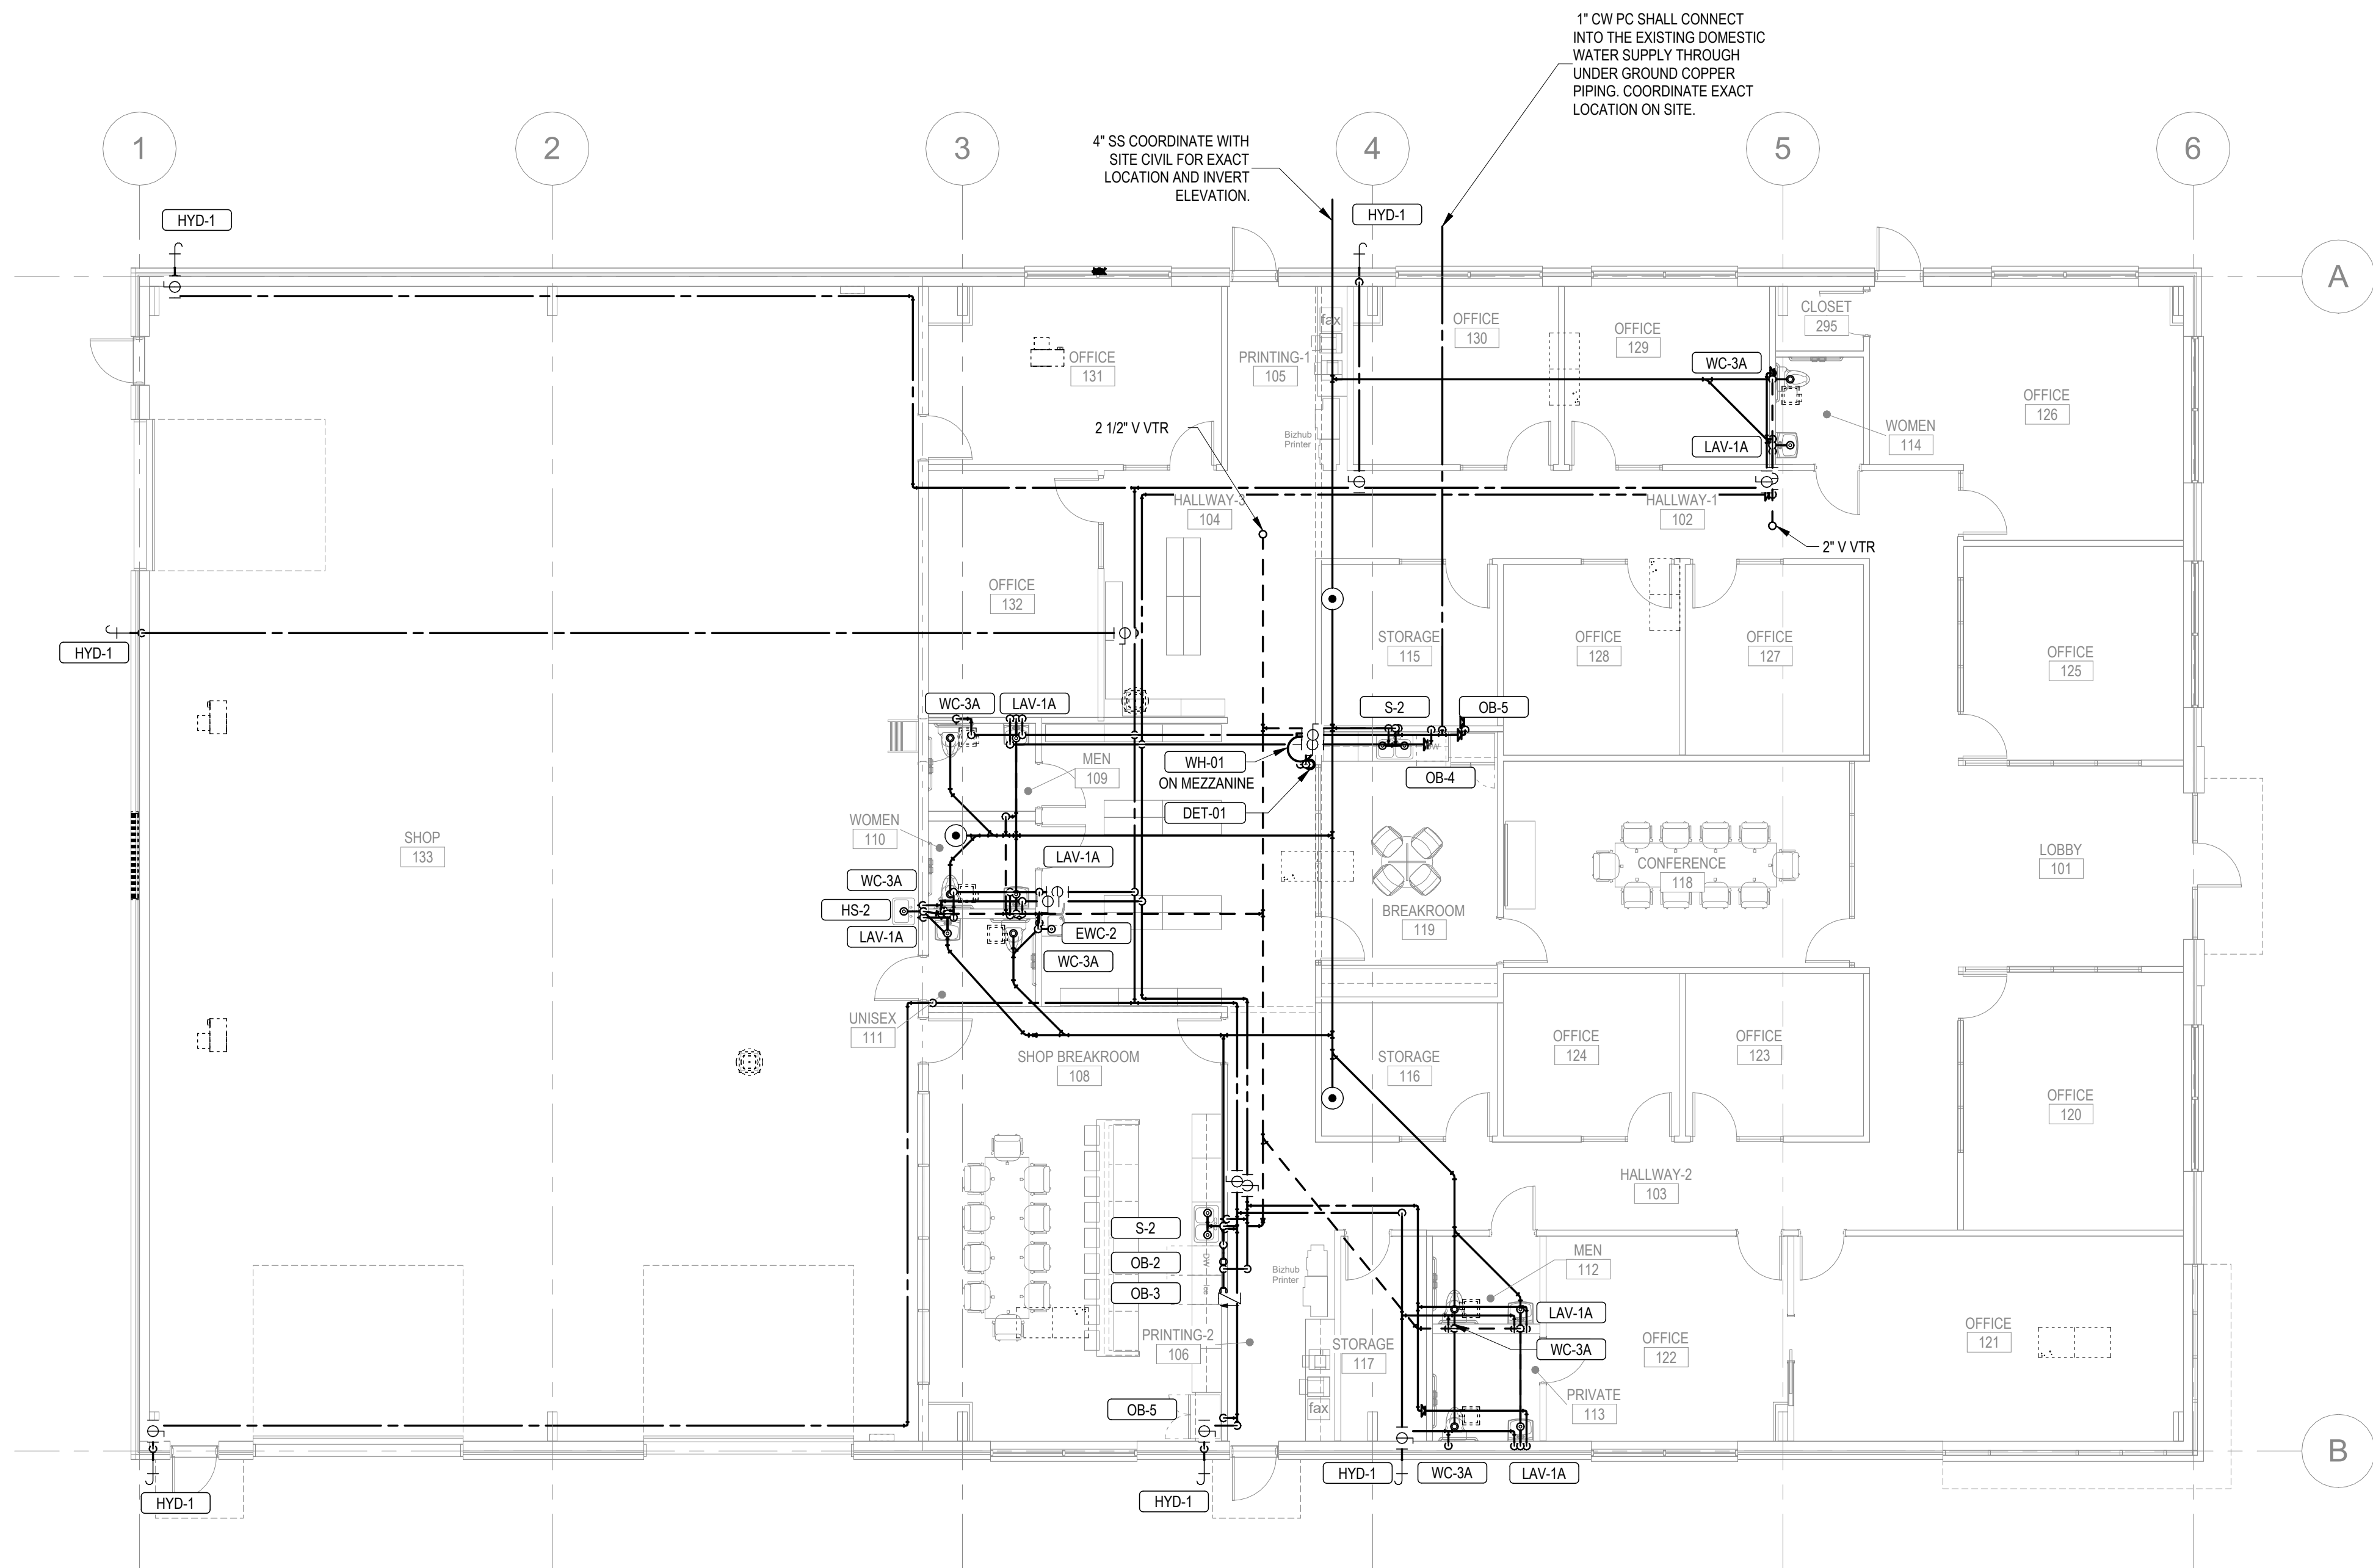 1" CW PC SHALL CONNECT
INTO THE EXISTING DOMESTIC
WATER SUPPLY THROUGH
UNDER GROUND COPPER
PIPING. COORDINATE EXACT
LOCATION ON SITE.
4" SS COORDINATE WITH
SITE CIVIL FOR EXACT
LOCATION AND INVERT
ELEVATION.
1
2
3
4
5
6
HYD-1
HYD-1
A
CLOSET
295
fax
OFFICE
130
OFFICE
129
OFFICE
131
PRINTING-1
105
WC-3A
OFFICE
126
WOMEN
114
2 1/2" V VTR
Bizhub
Printer
LAV-1A
HALLWAY-3
104
HALLWAY-1
102
2" V VTR
OFFICE
132
HYD-1
STORAGE
115
OFFICE
128
OFFICE
127
OFFICE
125
WC-3A
LAV-1A
S-2
OB-5
DW
WH-01
ON MEZZANINE
OB-4
MEN
109
DET-01
WOMEN
110
SHOP
133
LAV-1A
CONFERENCE
118
LOBBY
101
WC-3A
HS-2
BREAKROOM
119
LAV-1A
EWC-2
WC-3A
UNISEX
111
SHOP BREAKROOM
108
STORAGE
116
OFFICE
124
OFFICE
123
OFFICE
120
HALLWAY-2
103
S-2
DW
OB-2
Ice
OB-3
Bizhub
Printer
MEN
112
LAV-1A
PRINTING-2
106
STORAGE
117
WC-3A
OFFICE
122
OFFICE
121
PRIVATE
113
OB-5
fax
B
HYD-1
HYD-1
HYD-1
WC-3A
LAV-1A